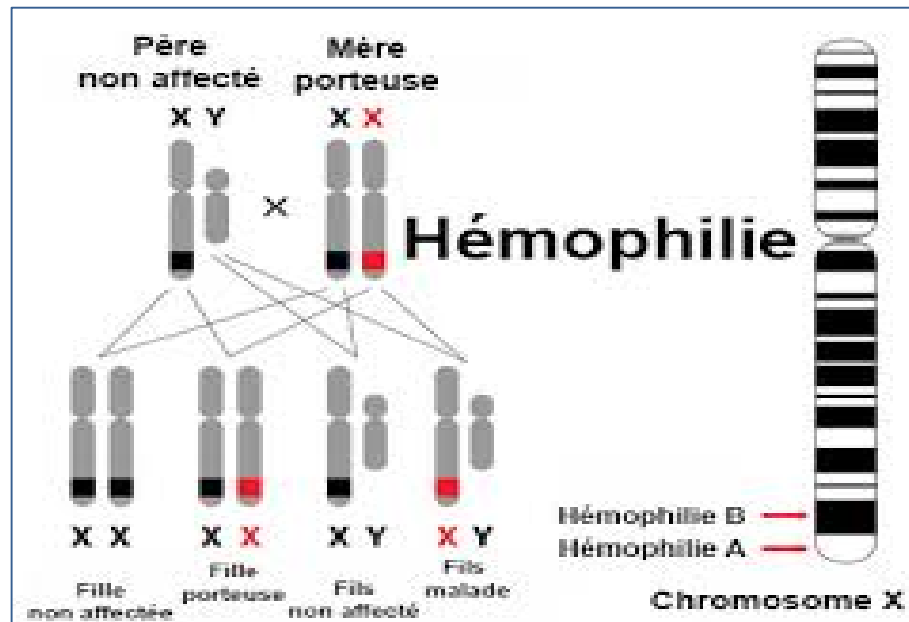 Père
non affecté
Mère
porteuse
X Y
X X
X
Hémophilie
X X
X X
X Y
X Y
Fille
non affectée
Fille
porteuse
Fils
non affecté
Fils
malade
Hémophilie B
Hémophilie A
Chromosome X